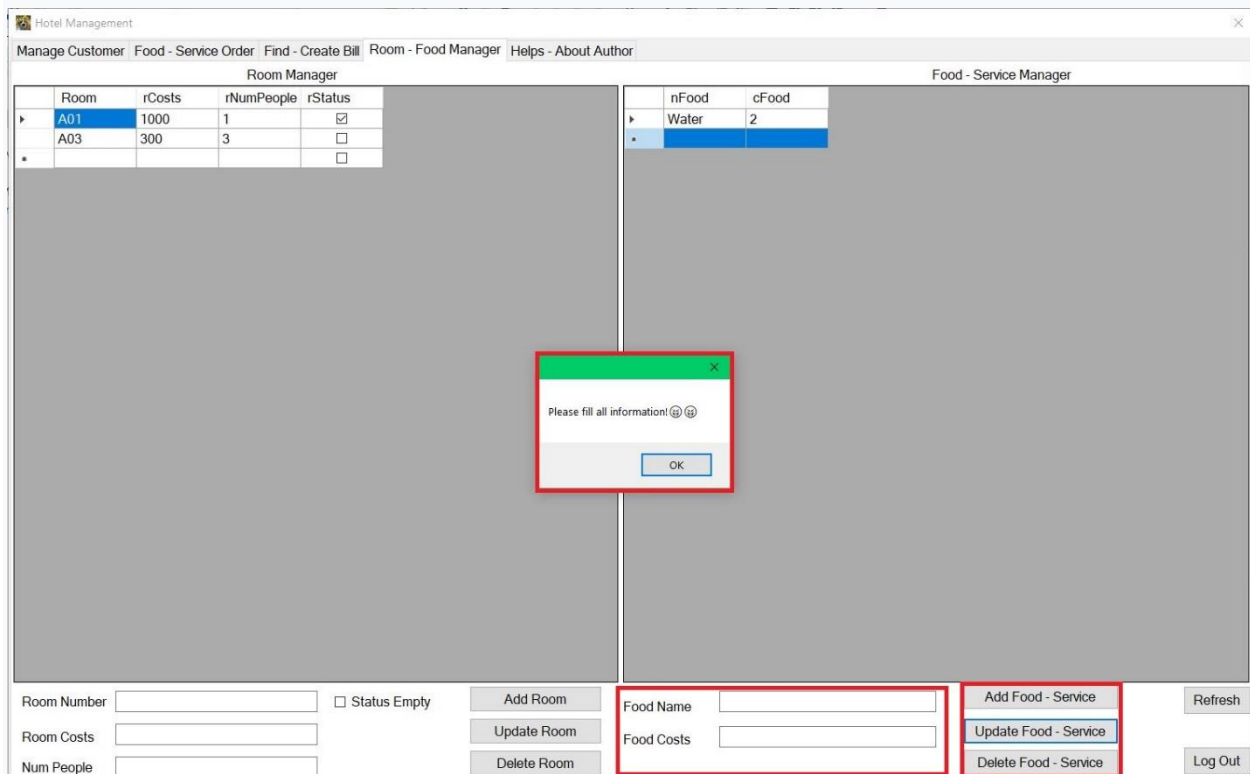 Hotel Management
Manage Customer Food - Service Order Find - Create Bill Room - Food Manager Helps - About Author
Room Manager
Food - Service Manager
Room rCosts rNumPeople rStatus
A01 1000 1
A03 300 3
nFood cFood
Water 2
Please fill all information!
OK
Room Number
Status Empty
Add Room
Room Costs
Update Room
Num People
Delete Room
Food Name
Food Costs
Add Food - Service
Update Food - Service
Delete Food - Service
Refresh
Log Out